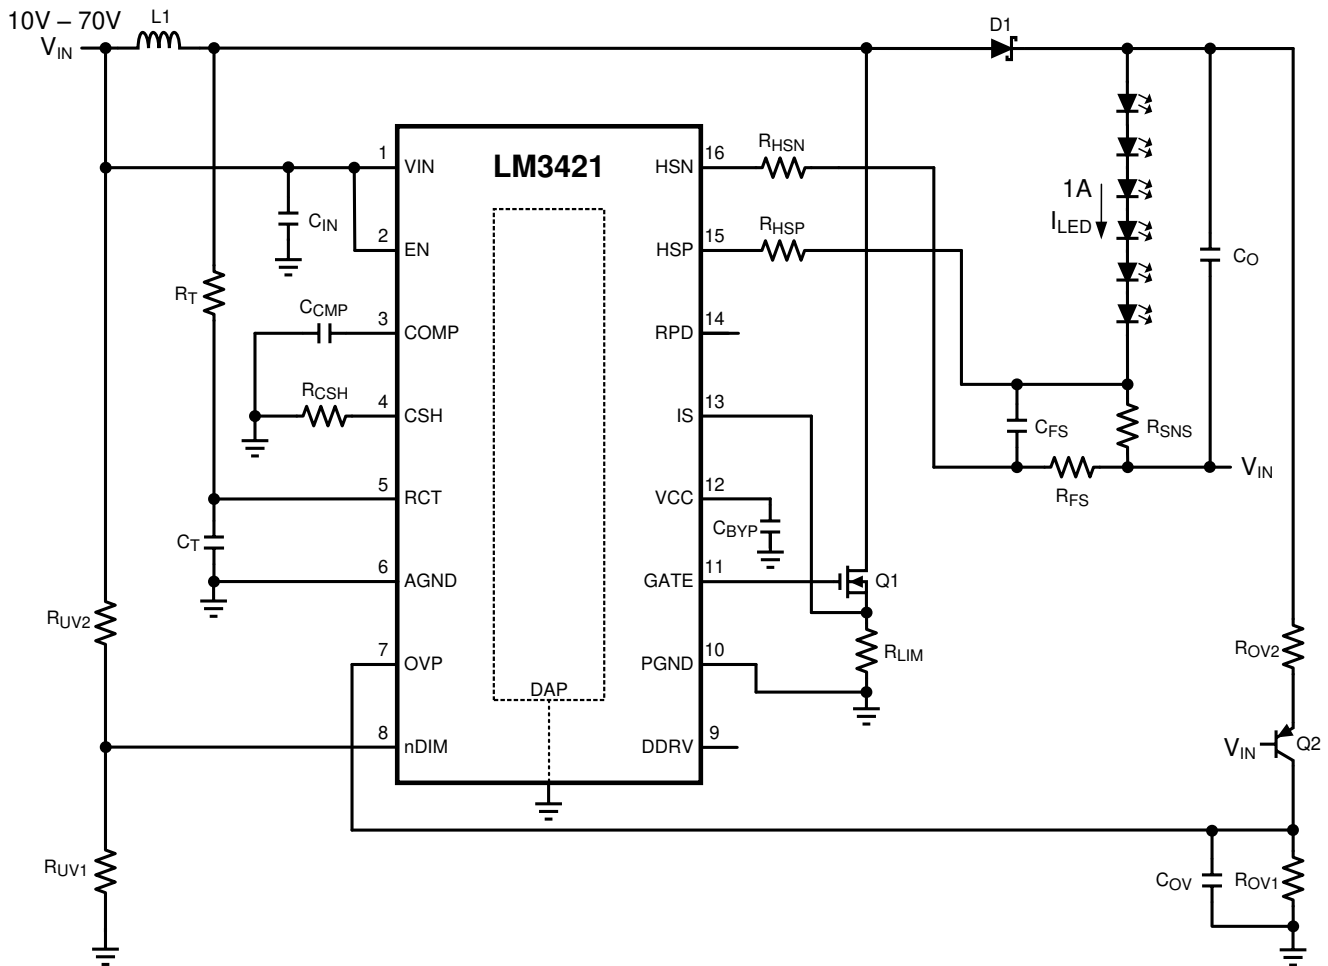 10V – 70V
VIN
L1
D1
LM3421
1
VIN
16
HSN
RHSN
CIN
2
EN
15
HSP
RHSP
1A
ILED
CO
RT
CCMP
3
COMP
14
RPD
RCSH
4
CSH
13
IS
CFS
RSNS
RFS
VIN
5
RCT
12
VCC
CBYP
CT
6
AGND
11
GATE
Q1
RUV2
7
OVP
10
PGND
RLIM
ROV2
DAP
8
nDIM
9
DDRV
VIN
Q2
RUV1
COV
ROV1